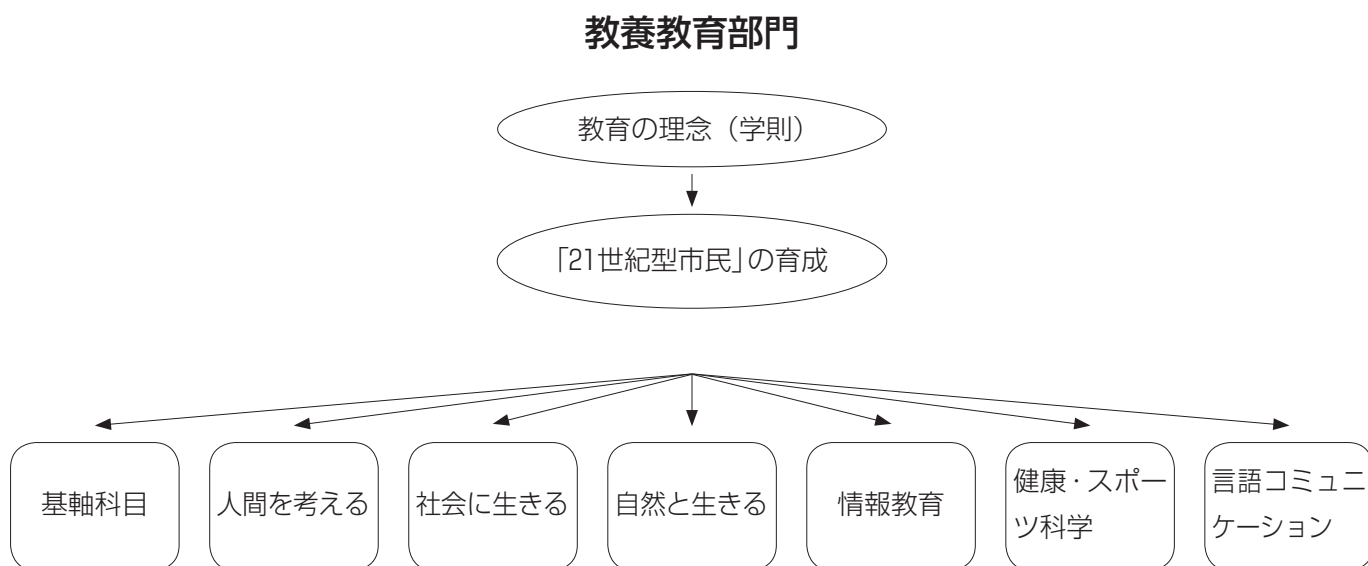 教養教育部門
教育の理念（学則）
「21世紀型市民」の育成
基軸科目
人間を考える
社会に生きる
自然と生きる
情報教育
健康・スポー
ツ科学
言語コミュニ
ケーション